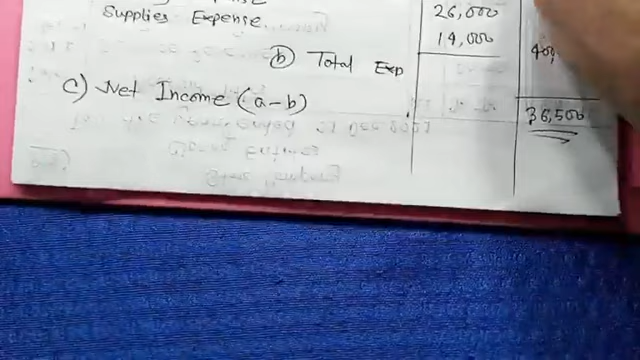 Supplies Expense. 26,000
14,000
(b) Total Exp 40,
c) Net Income (a-b) 36,500